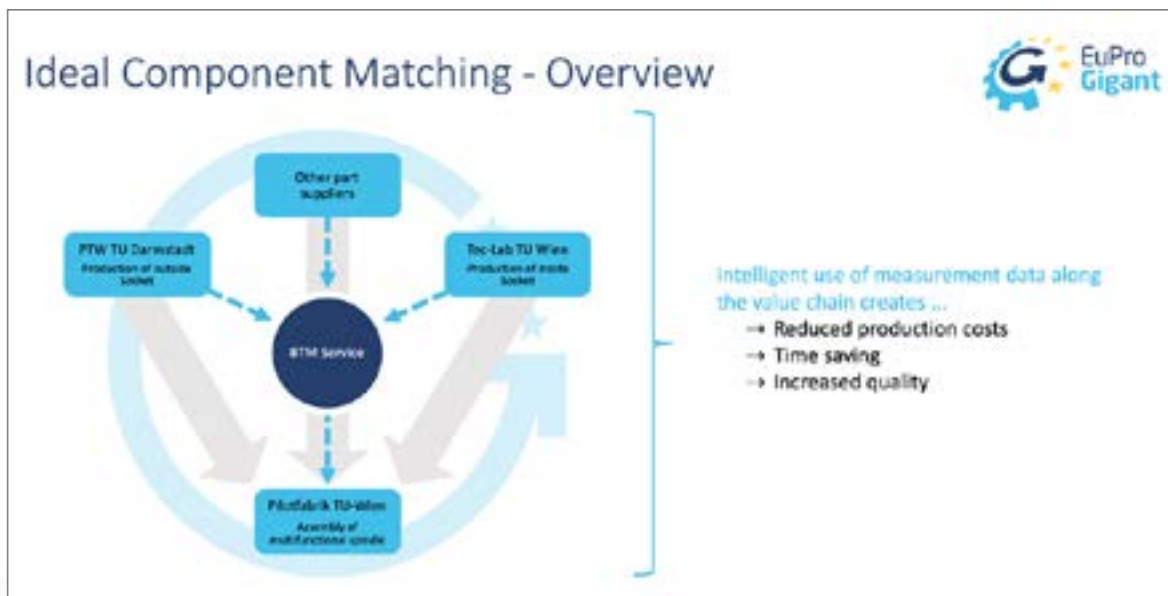 Ideal Component Matching - Overview
EuPro
Gigant
Other part
suppliers
PTW TU Darmstadt
Production of outside
socket
Tec-Lab TU Wien
Production of inside
socket
BTM Service
Pilotfabrik TU-Wien
Assembly of
multifunctional
Intelligent use of measurement data along
the value chain creates ...
→ Reduced production costs
→ Time saving
→ Increased quality